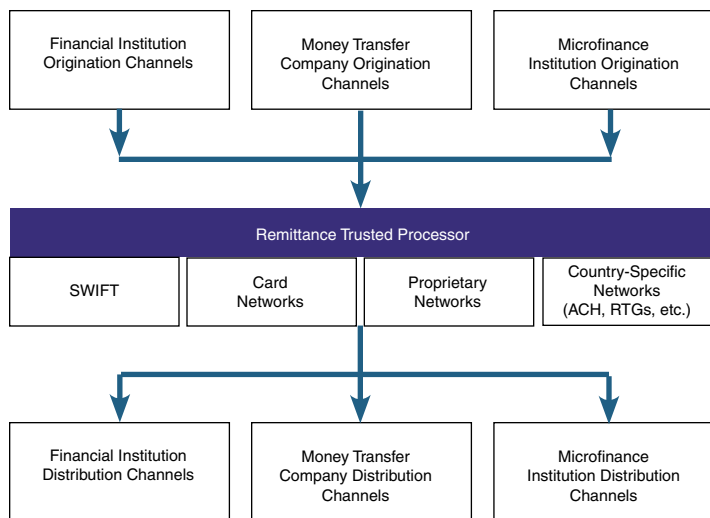 Financial Institution
Origination Channels
Money Transfer
Company Origination
Channels
Microfinance
Institution Origination
Channels
Remittance Trusted Processor
SWIFT
Card
Networks
Proprietary
Networks
Country-Specific
Networks
(ACH, RTGs, etc.)
Financial Institution
Distribution Channels
Money Transfer
Company Distribution
Channels
Microfinance
Institution Distribution
Channels